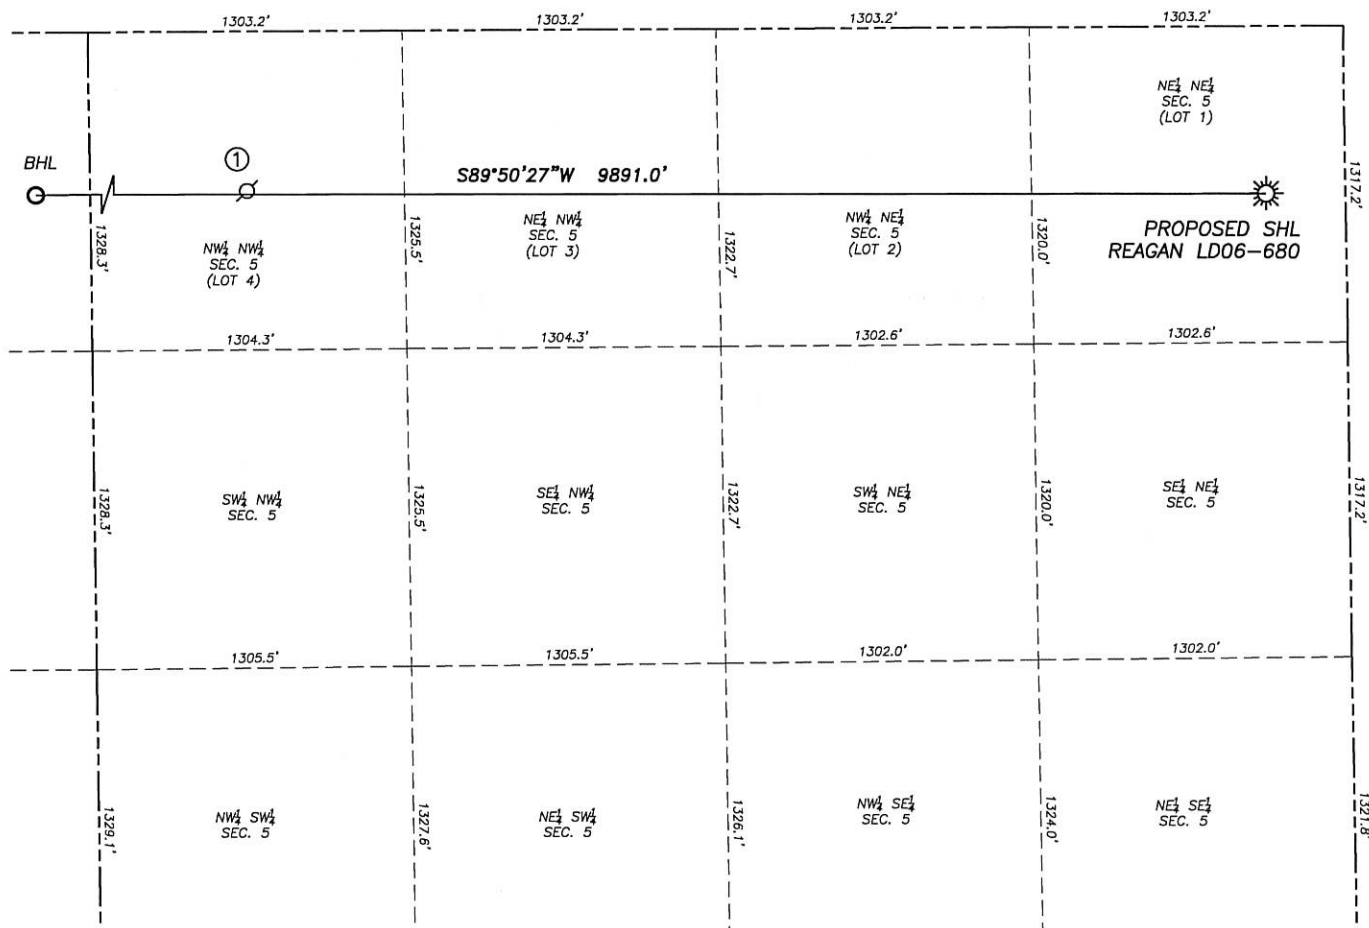 1303.2' 1303.2' 1303.2' 1303.2'
NE¼ NE¼
SEC. 5
(LOT 1)
BHL
1
S89°50'27"W 9891.0'
1317.2'
PROPOSED SHL
REAGAN LD06-680
1328.3'
NW¼ NW¼
SEC. 5
(LOT 4)
1325.5'
NE¼ NW¼
SEC. 5
(LOT 3)
1322.7'
NW¼ NE¼
SEC. 5
(LOT 2)
1320.0'
1304.3' 1304.3' 1302.6' 1302.6'
1328.3'
SW¼ NW¼
SEC. 5
1325.5'
SE¼ NW¼
SEC. 5
1322.7'
SW¼ NE¼
SEC. 5
1320.0'
SE¼ NE¼
SEC. 5
1317.2'
1305.5' 1305.5' 1302.0' 1302.0'
1329.1'
NW¼ SW¼
SEC. 5
1327.6'
NE¼ SW¼
SEC. 5
1326.1'
NW¼ SE¼
SEC. 5
1324.0'
NE¼ SE¼
SEC. 5
1321.8'